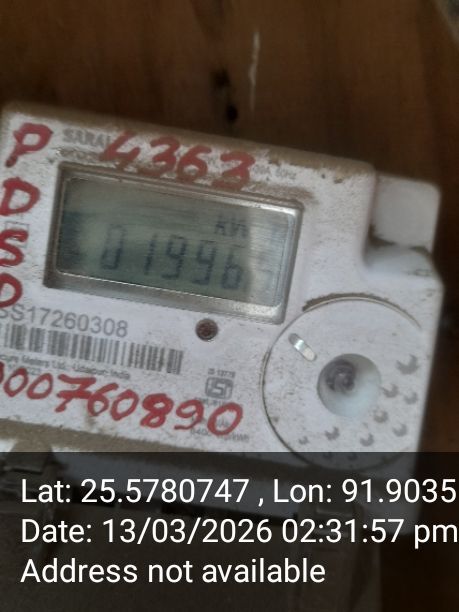 P 4363
D
S
D
kWh
01996
SS17260308
000760890
Lat: 25.5780747 , Lon: 91.9035
Date: 13/03/2026 02:31:57 pm
Address not available